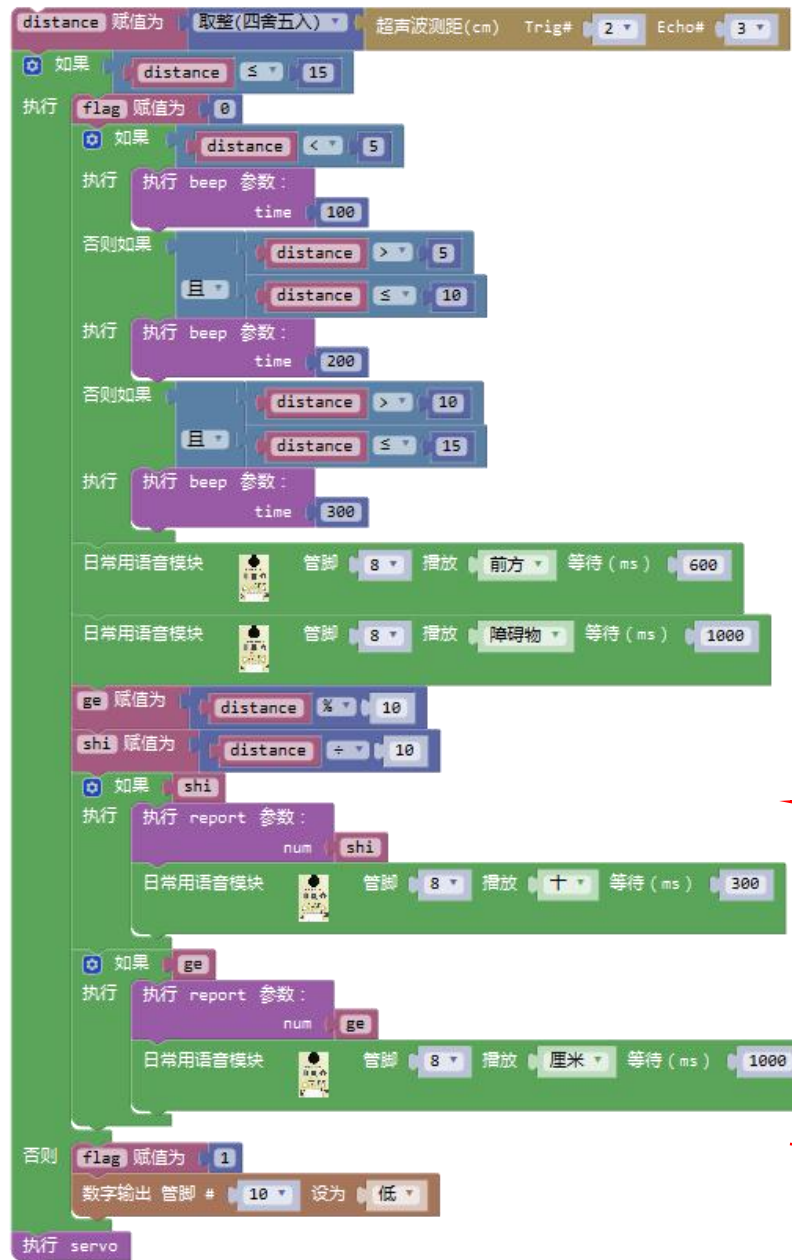 distance 赋值为 取整(四舍五入) 超声波测距(cm) Trig# 2 Echo# 3
如果 distance ≤ 15
执行 flag 赋值为 0
如果 distance < 5
执行 执行 beep 参数：
time 100
否则如果 distance > 5
且 distance ≤ 10
执行 执行 beep 参数：
time 200
否则如果 distance > 10
且 distance ≤ 15
执行 执行 beep 参数：
time 300
日常用语音模块 管脚 8 播放 前方 等待(ms) 600
日常用语音模块 管脚 8 播放 障碍物 等待(ms) 1000
ge 赋值为 distance % 10
shi 赋值为 distance ÷ 10
如果 shi
执行 执行 report 参数：
num shi
日常用语音模块 管脚 8 播放 十 等待(ms) 300
如果 ge
执行 执行 report 参数：
num ge
日常用语音模块 管脚 8 播放 厘米 等待(ms) 1000
否则 flag 赋值为 1
数字输出 管脚 # 10 设为 低
执行 servo